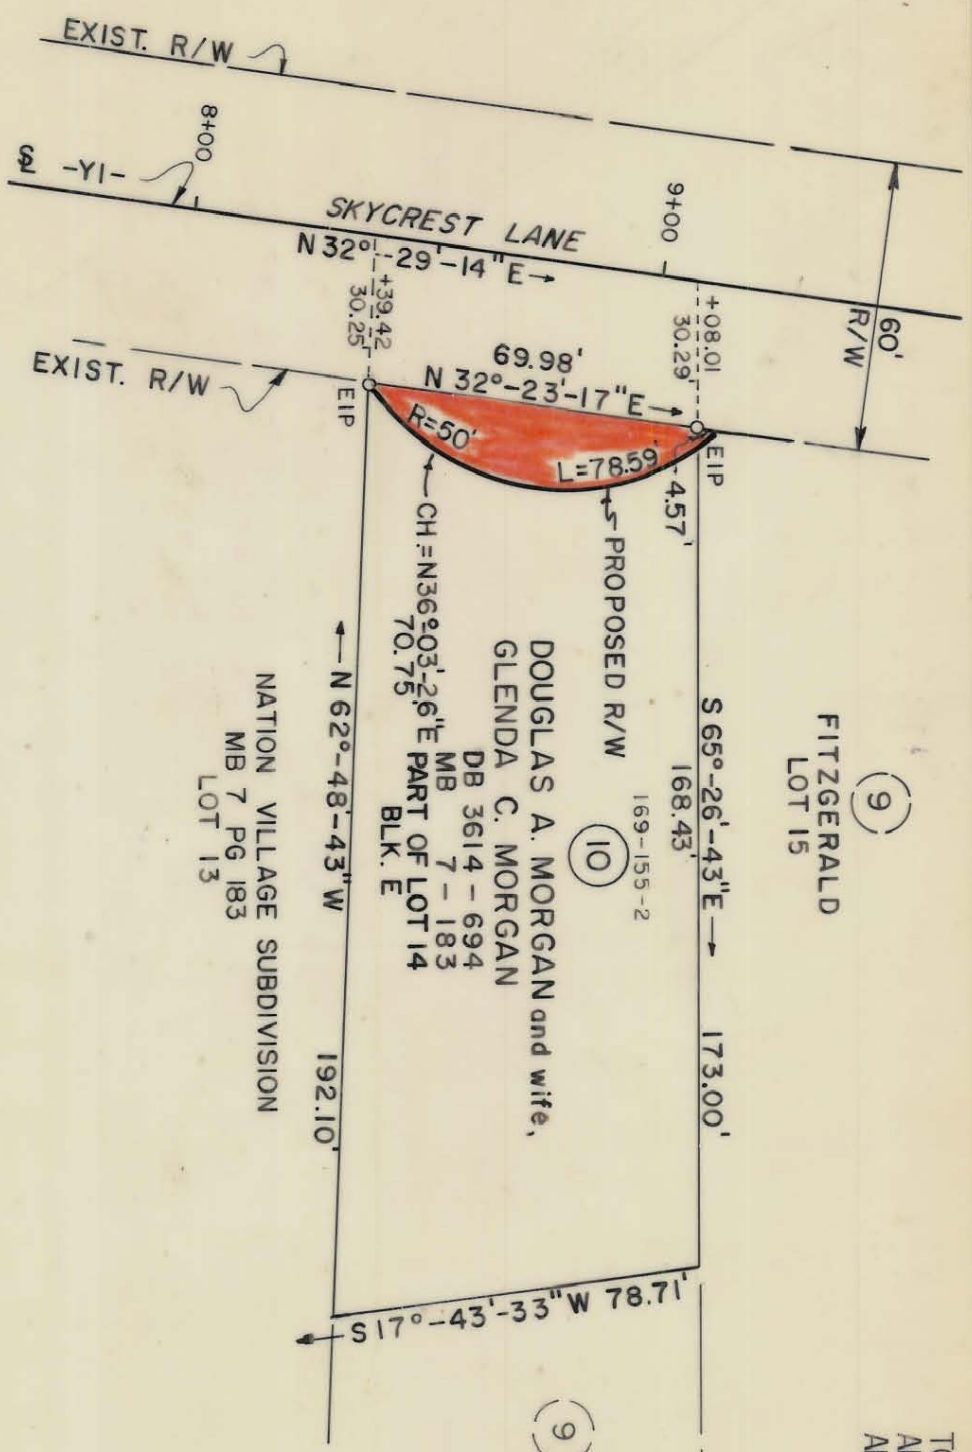 EXIST. R/W
8+00
℄ -Y1-
SKYCREST LANE
N 32°-29'-14"E →
9+00
60'
R/W
+39.42
30.25'
+08.01
30.29'
EXIST. R/W
69.98'
N 32°-23'-17"E →
EIP
EIP
R=50'
L=78.59'
4.57'
CH.=N36°-03'-26"E
70.75'
PROPOSED R/W
S 65°-26'-43"E →
168.43'
173.00'
9
FITZGERALD
LOT 15
169-155-2
10
DOUGLAS A. MORGAN and wife,
GLENDA C. MORGAN
DB 3614 - 694
MB 7 - 183
PART OF LOT 14
BLK. E
← N 62°-48'-43" W
192.10'
NATION VILLAGE SUBDIVISION
MB 7 PG 183
LOT 13
S 17°-43'-33" W 78.71'
9